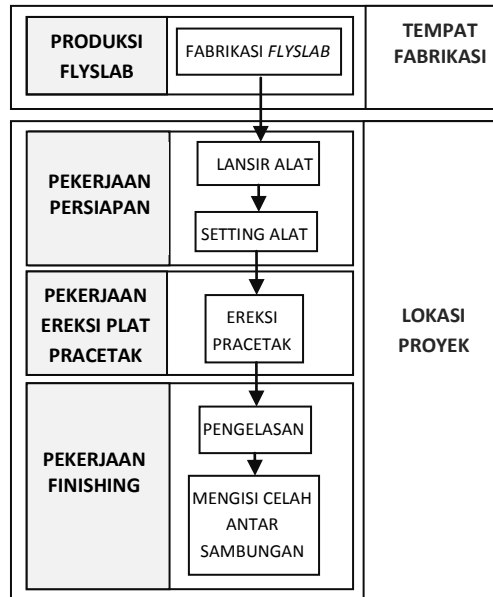 PRODUKSI
FLYSLAB
FABRIKASI FLYSLAB
TEMPAT
FABRIKASI
PEKERJAAN
PERSIAPAN
LANSIR ALAT
SETTING ALAT
PEKERJAAN
EREKSI PLAT
PRACETAK
EREKSI
PRACETAK
LOKASI
PROYEK
PEKERJAAN
FINISHING
PENGELASAN
MENGISI CELAH
ANTAR
SAMBUNGAN